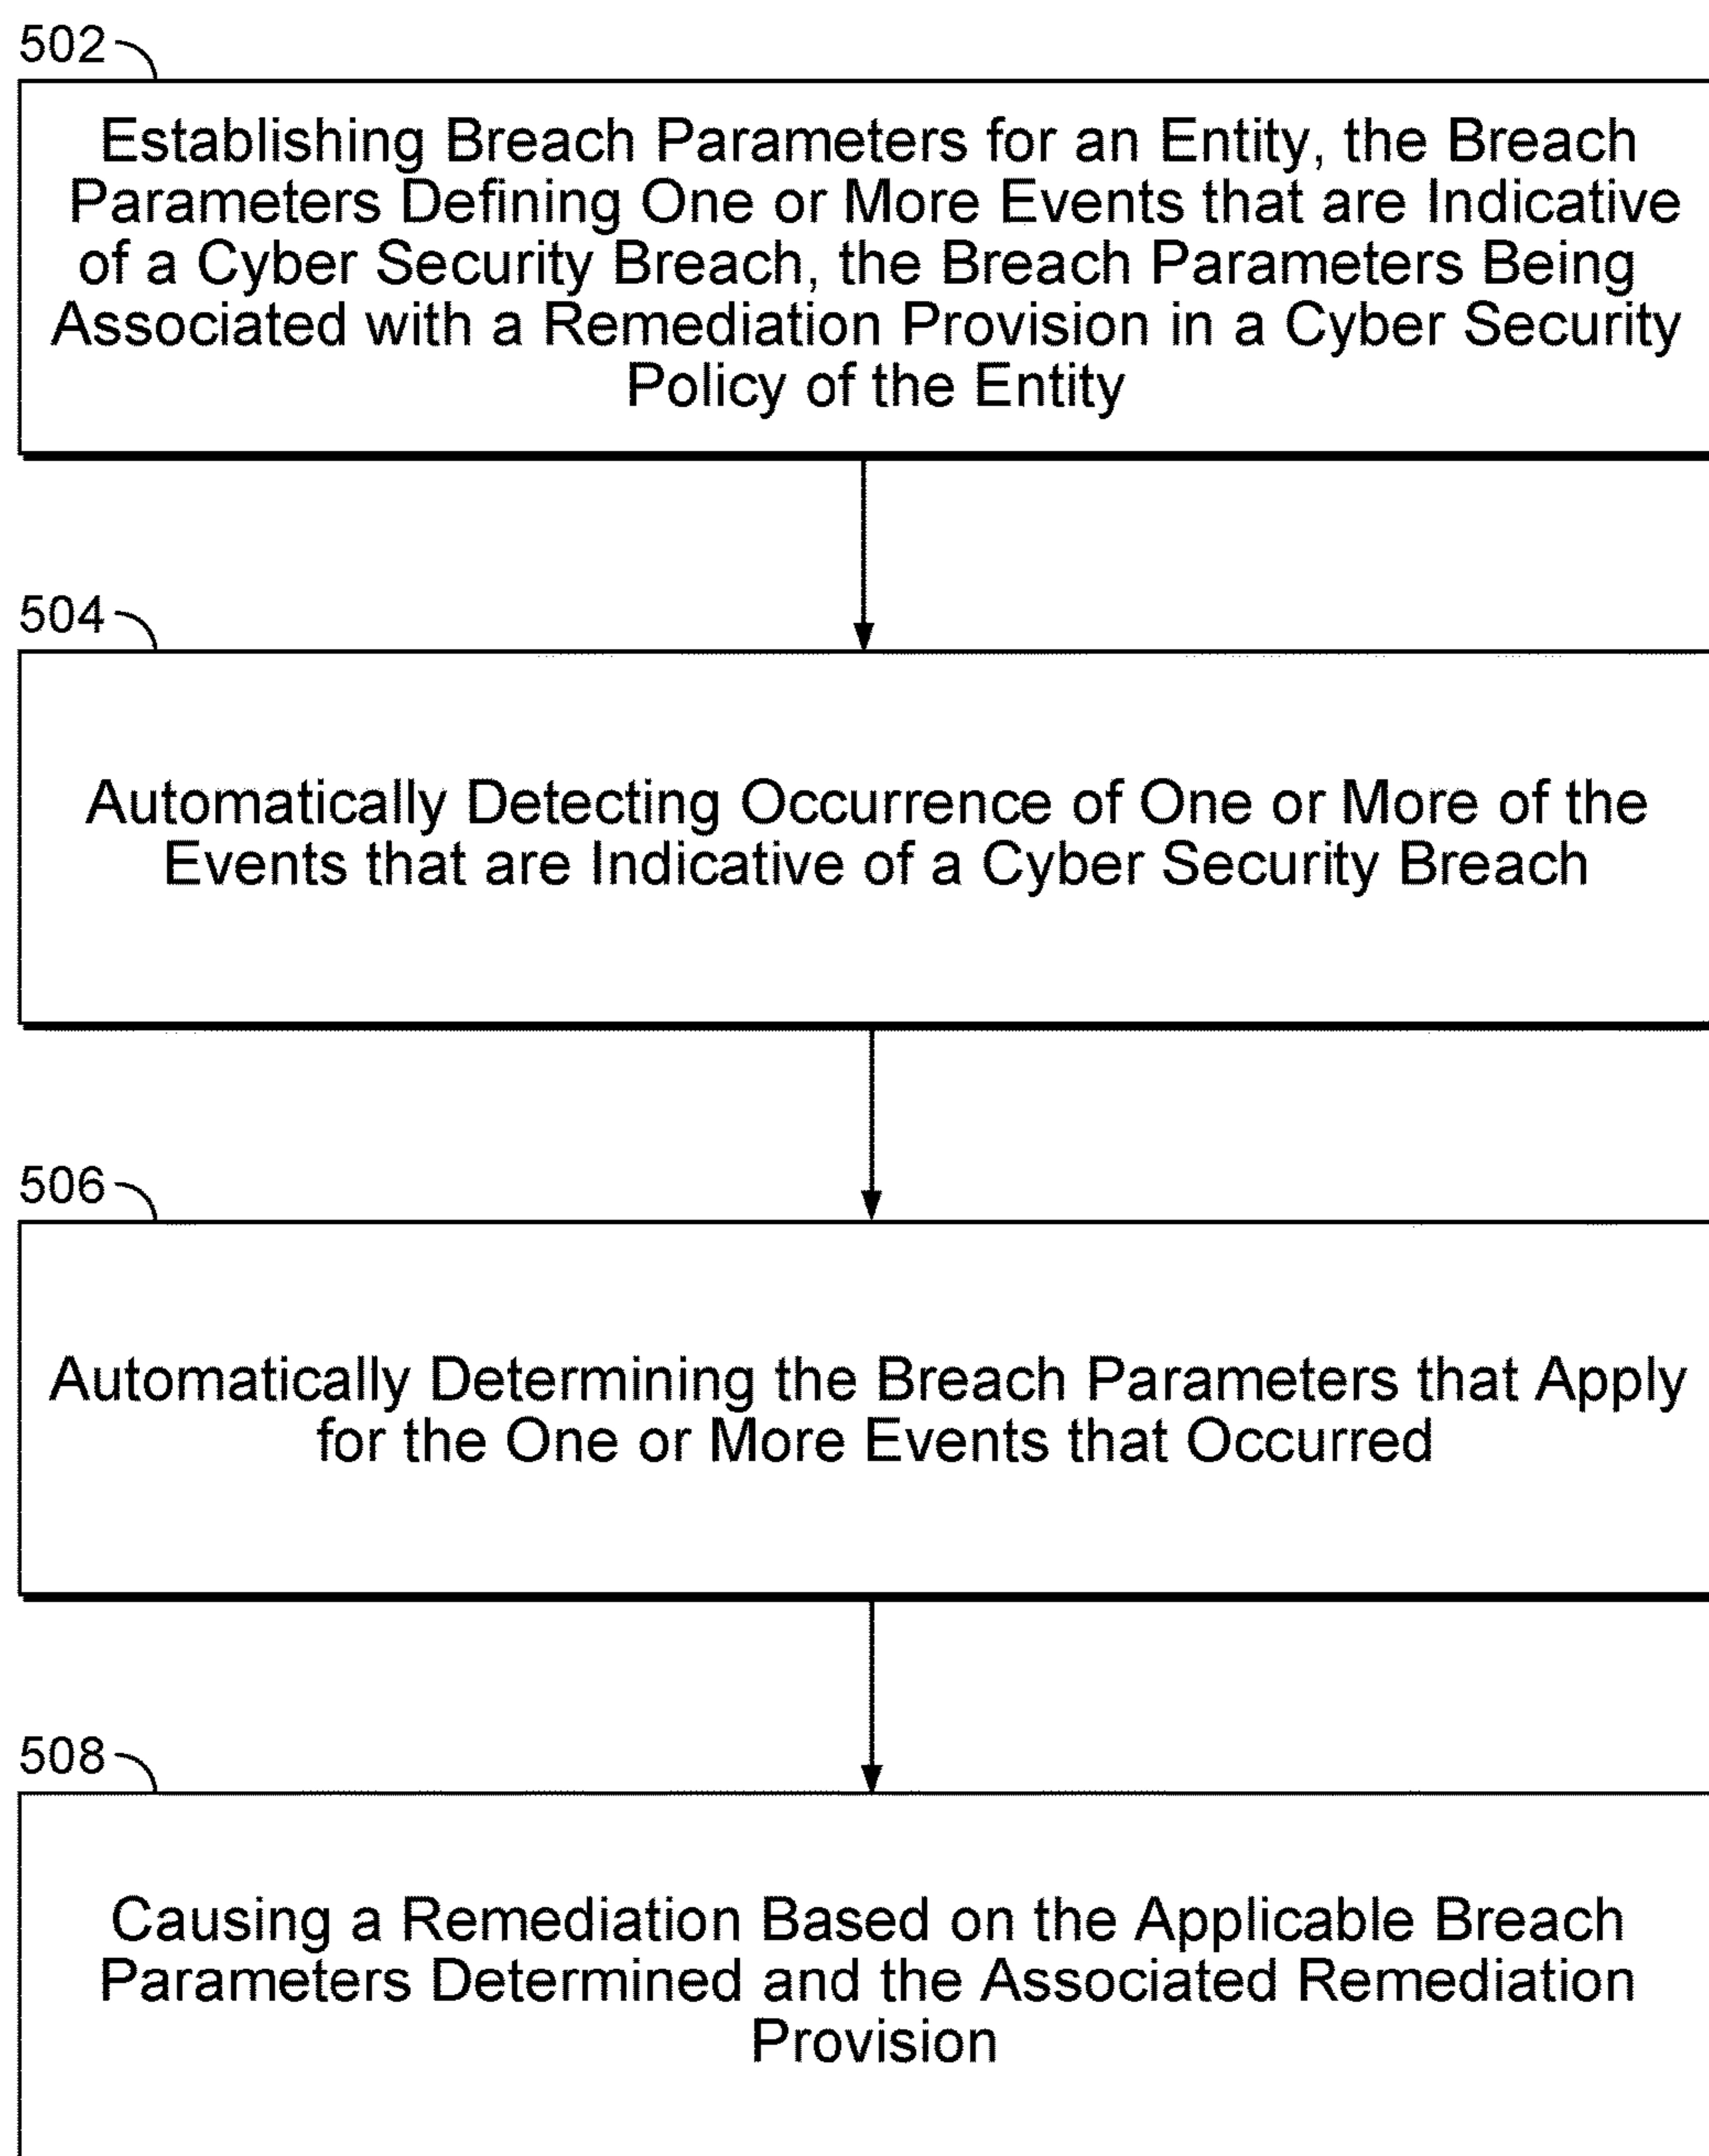 502
Establishing Breach Parameters for an Entity, the Breach
Parameters Defining One or More Events that are Indicative
of a Cyber Security Breach, the Breach Parameters Being
Associated with a Remediation Provision in a Cyber Security
Policy of the Entity
504
Automatically Detecting Occurrence of One or More of the
Events that are Indicative of a Cyber Security Breach
506
Automatically Determining the Breach Parameters that Apply
for the One or More Events that Occurred
508
Causing a Remediation Based on the Applicable Breach
Parameters Determined and the Associated Remediation
Provision